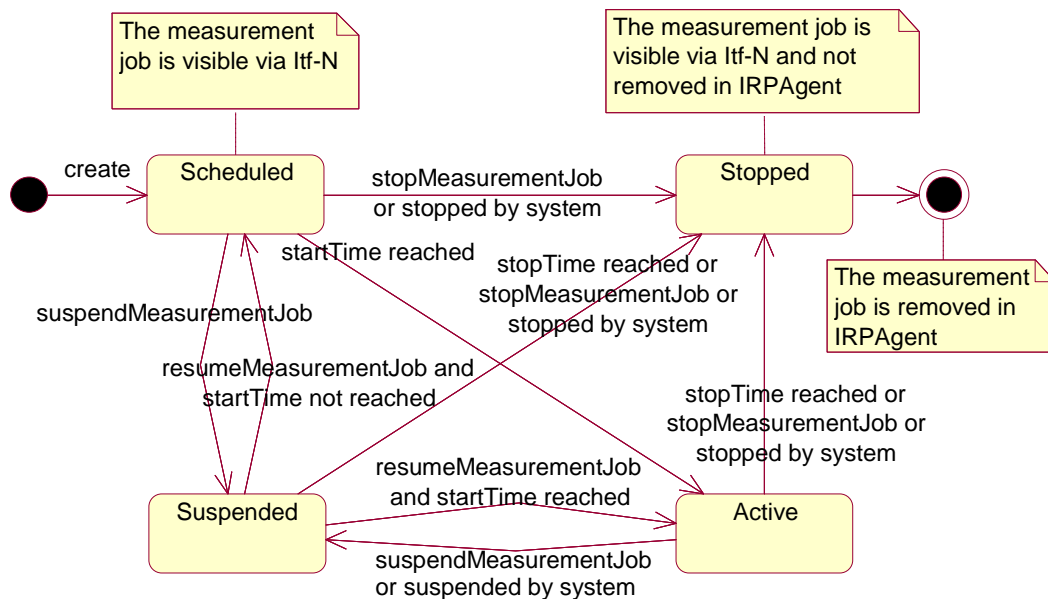 The measurement
job is visible via Itf-N
The measurement job is
visible via Itf-N and not
removed in IRPAgent
create
Scheduled
stopMeasurementJob
or stopped by system
Stopped
startTime reached
stopTime reached or
stopMeasurementJob or
stopped by system
The measurement
job is removed in
IRPAgent
suspendMeasurementJob
resumeMeasurementJob and
startTime not reached
stopTime reached or
stopMeasurementJob or
stopped by system
resumeMeasurementJob
and startTime reached
Suspended
Active
suspendMeasurementJob
or suspended by system